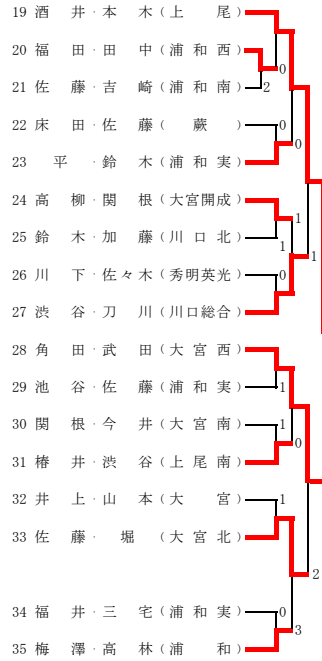 19 酒井・本木（上尾）
20 福田・田中（浦和西）
0
21 佐藤・吉崎（浦和南）
2
22 床田・佐藤（蕨）
0
0
23 平・鈴木（浦和実）
24 高柳・関根（大宮開成）
1
25 鈴木・加藤（川口北）
1
1
26 川下・佐々木（秀明英光）
0
27 渋谷・刀川（川口総合）
28 角田・武田（大宮西）
29 池谷・佐藤（浦和実）
1
30 関根・今井（大宮南）
1
0
31 椿井・渋谷（上尾南）
32 井上・山本（大宮）
1
33 佐藤・堀（大宮北）
2
34 福井・三宅（浦和実）
0
3
35 梅澤・高林（浦和）